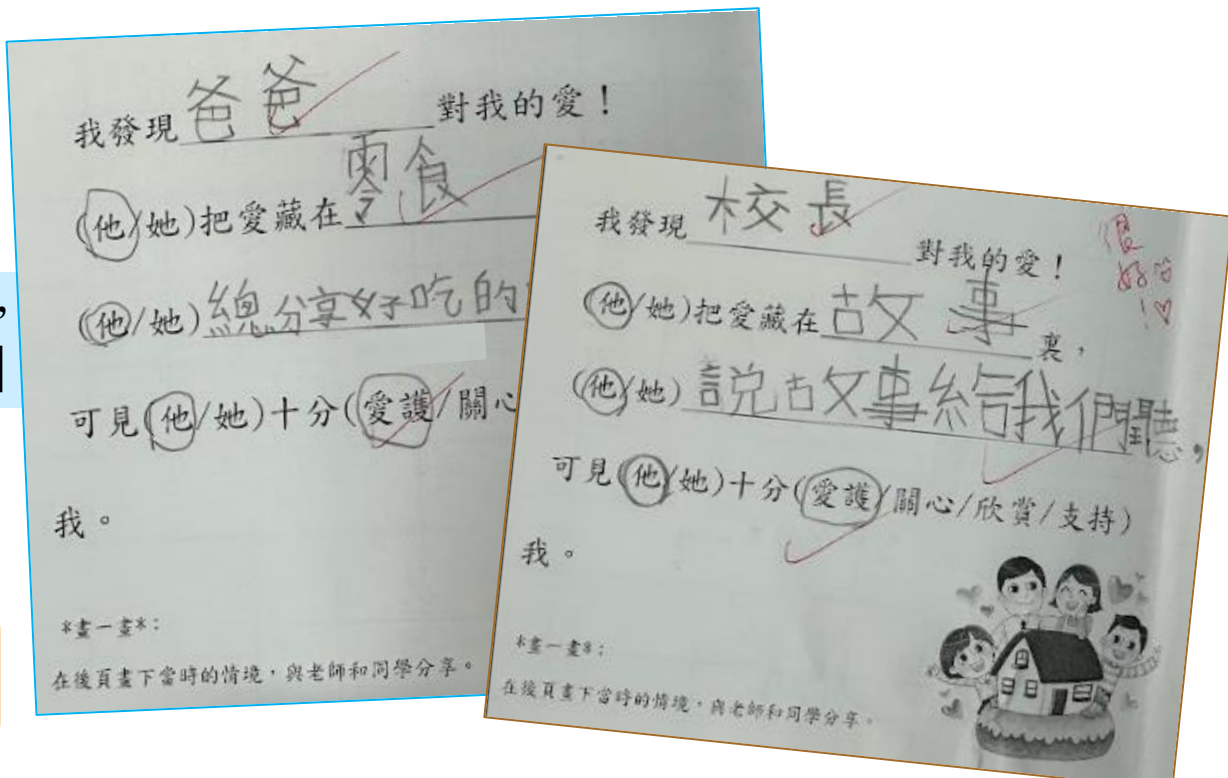 我發現爸爸對我的愛！
(他/她)把愛藏在零食
(他/她)總分享好吃的
可見(他/她)十分(愛護/關心
我。
*畫一畫*：
在後頁畫下當時的情境，與老師和同學分享。
我發現校長對我的愛！
(他/她)把愛藏在故事裏，
(他/她)說故事給我們聽，
可見(他/她)十分(愛護/關心/欣賞/支持)
我。
*畫一畫*：
在後頁畫下當時的情境，與老師和同學分享。
很
好
！